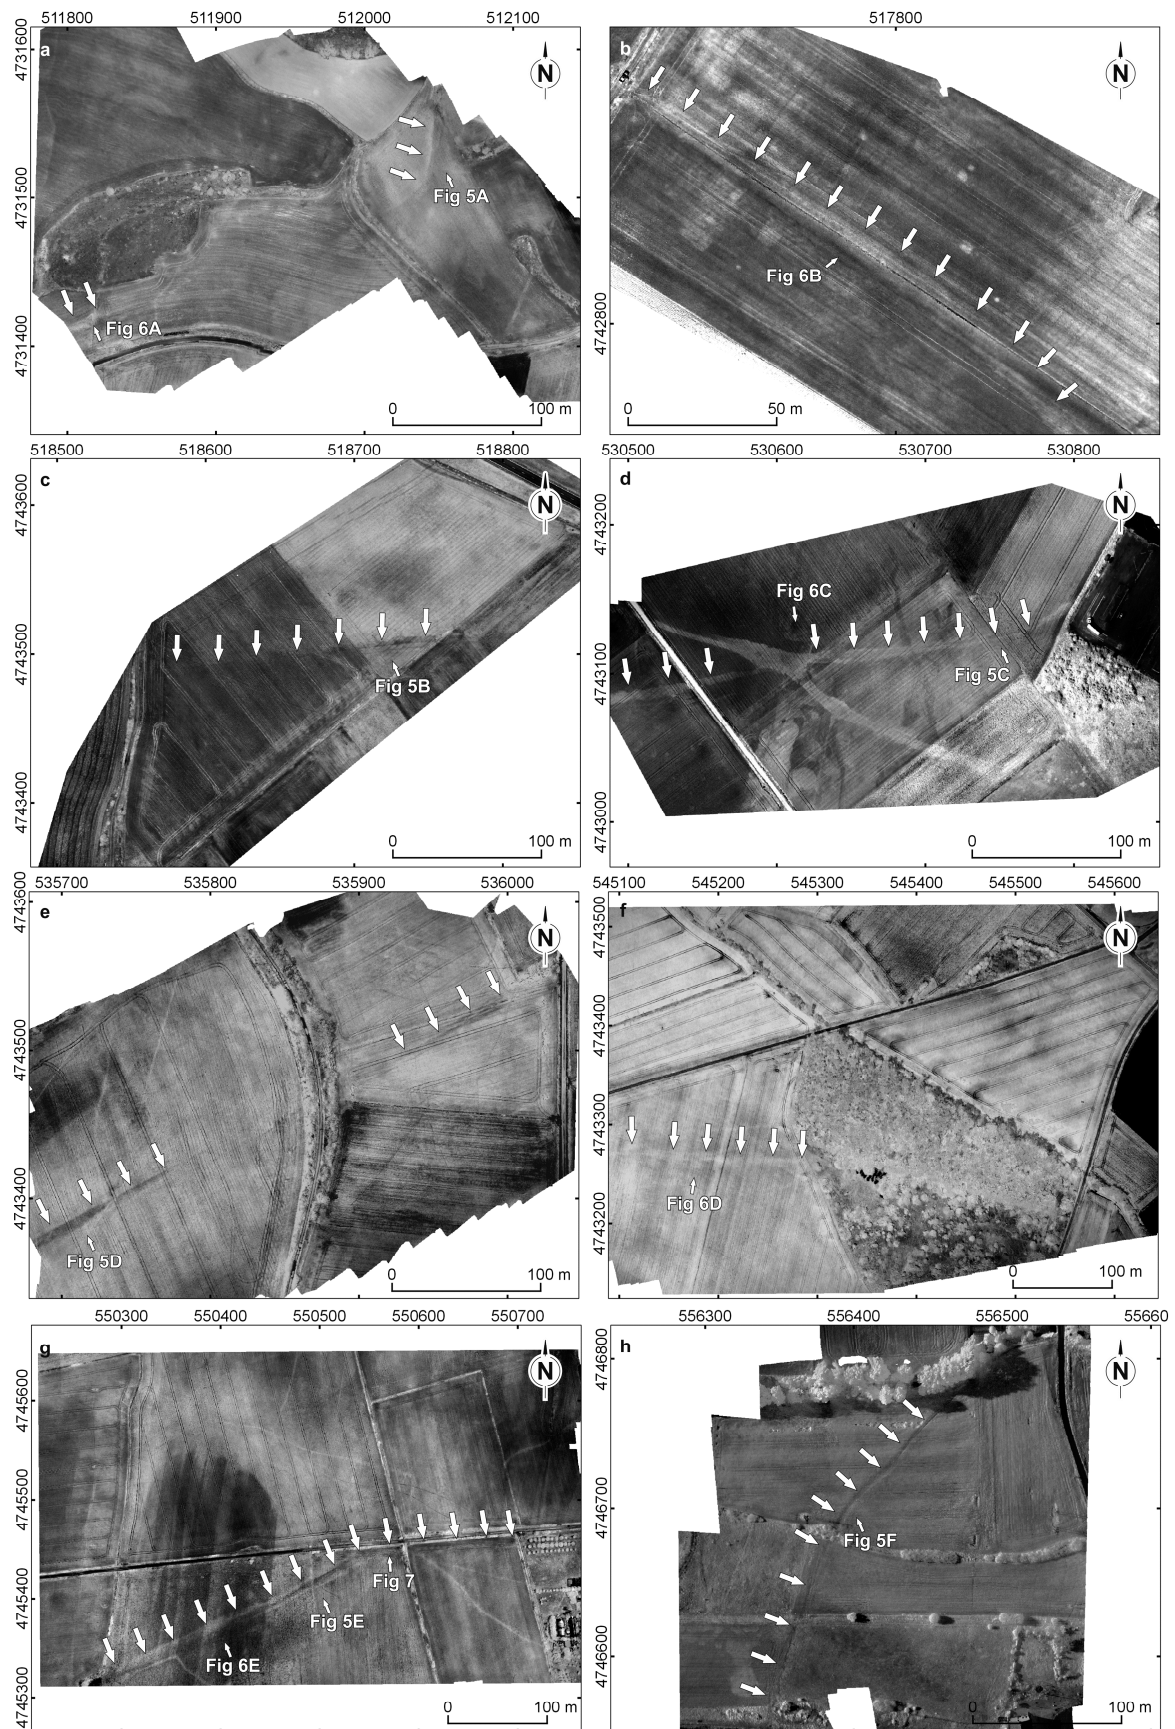 511800 511900 512000 512100
4731600
4731500
4731400
a
N
Fig 5A
Fig 6A
0 100 m
517800
4742800
b
N
Fig 6B
0 50 m
518500 518600 518700 518800
4743600
4743500
4743400
c
N
Fig 5B
0 100 m
530500 530600 530700 530800
4743200
4743100
4743000
d
N
Fig 6C
Fig 5C
0 100 m
535700 535800 535900 536000
4743600
4743500
4743400
e
N
Fig 5D
0 100 m
545100 545200 545300 545400 545500 545600
4743500
4743400
4743300
4743200
f
N
Fig 6D
0 100 m
550300 550400 550500 550600 550700
4745600
4745500
4745400
4745300
g
N
Fig 7
Fig 5E
Fig 6E
0 100 m
556300 556400 556500 55660
4746800
4746700
4746600
h
N
Fig 5F
0 100 m